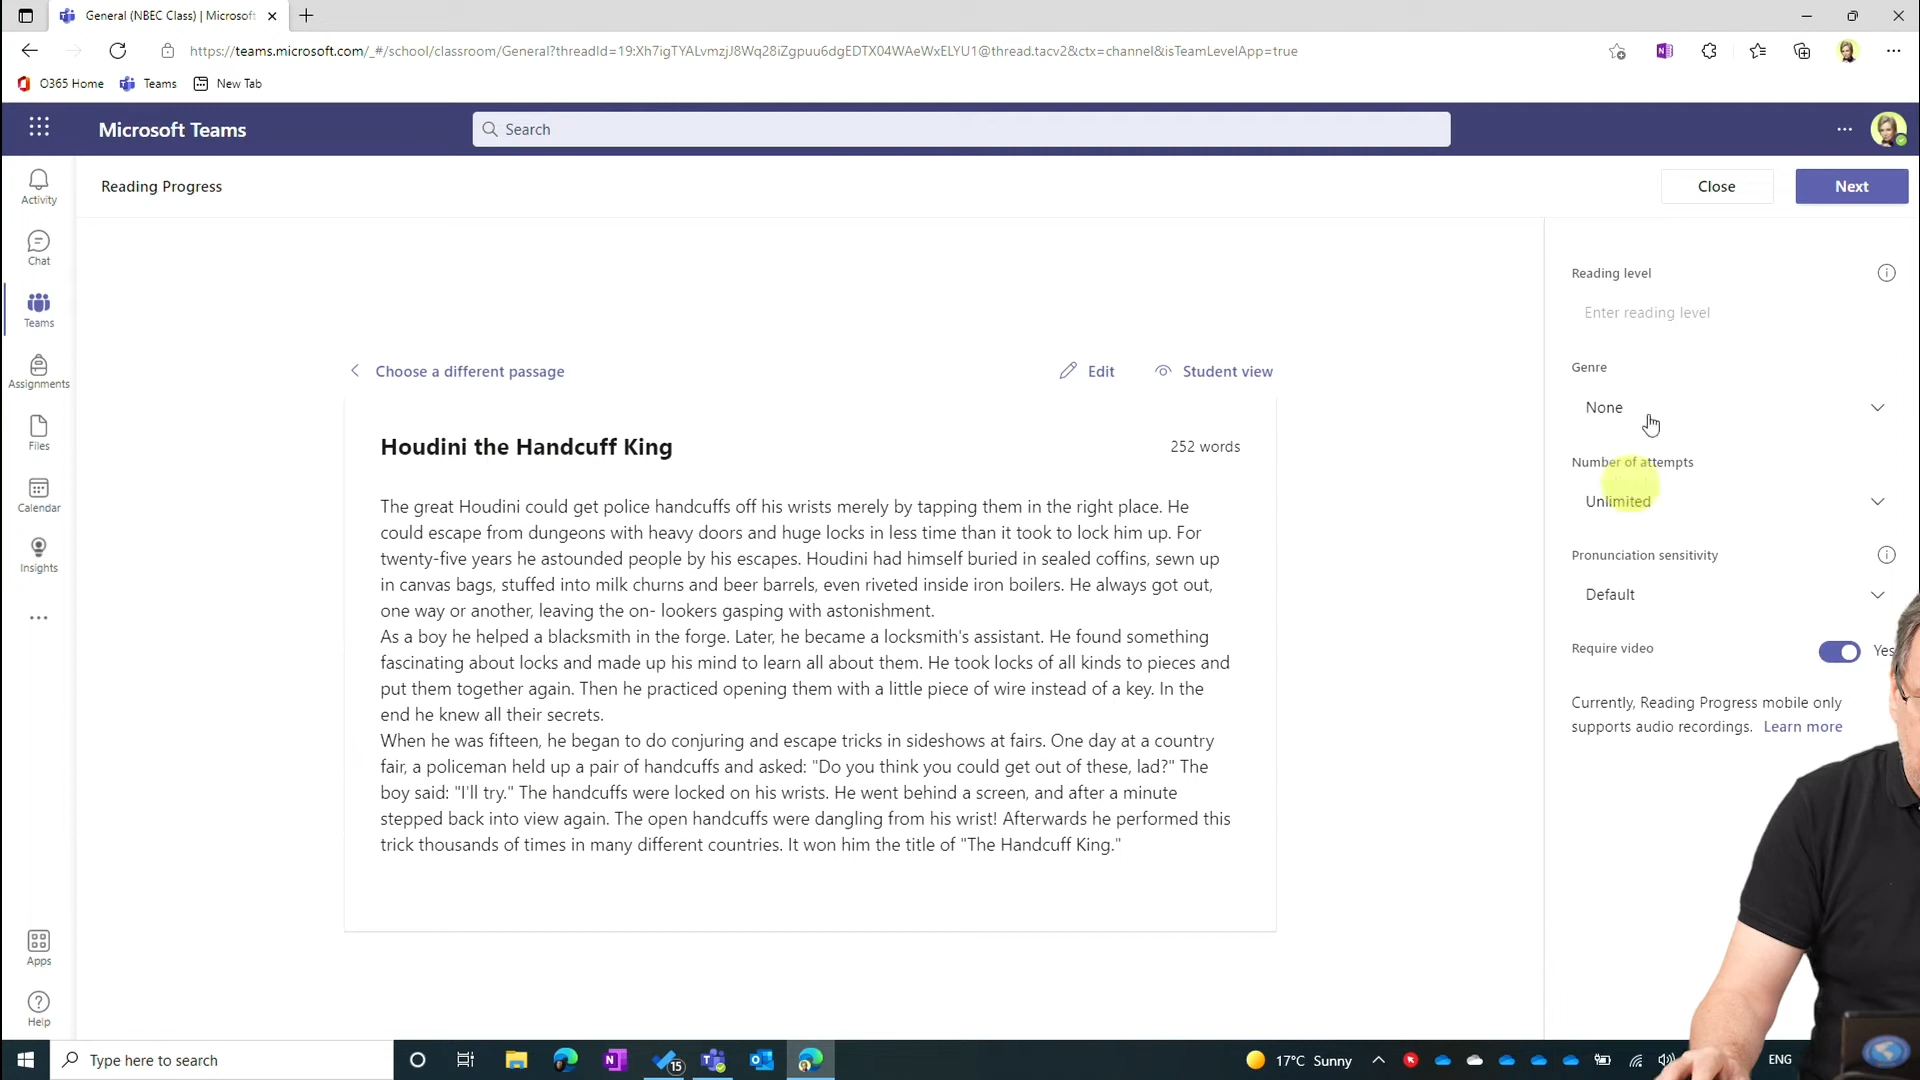 General (NBEC Class) | Microsoft
https://teams.microsoft.com/_#/school/classroom/General?threadId=19:Xh7igTYALvmzjJ8Wq28iZgpuu6dgEDTX04WAeWxELYU1@thread.tacv2&ctx=channel&isTeamLevelApp=true
O365 Home Teams New Tab
Microsoft Teams
Search
Reading Progress
Close
Next
Activity
Chat
Teams
Assignments
Files
Calendar
Insights
Apps
Help
Choose a different passage
Edit
Student view
Houdini the Handcuff King
252 words
The great Houdini could get police handcuffs off his wrists merely by tapping them in the right place. He
could escape from dungeons with heavy doors and huge locks in less time than it took to lock him up. For
twenty-five years he astounded people by his escapes. Houdini had himself buried in sealed coffins, sewn up
in canvas bags, stuffed into milk churns and beer barrels, even riveted inside iron boilers. He always got out,
one way or another, leaving the on- lookers gasping with astonishment.
As a boy he helped a blacksmith in the forge. Later, he became a locksmith's assistant. He found something
fascinating about locks and made up his mind to learn all about them. He took locks of all kinds to pieces and
put them together again. Then he practiced opening them with a little piece of wire instead of a key. In the
end he knew all their secrets.
When he was fifteen, he began to do conjuring and escape tricks in sideshows at fairs. One day at a country
fair, a policeman held up a pair of handcuffs and asked: "Do you think you could get out of these, lad?" The
boy said: "I'll try." The handcuffs were locked on his wrists. He went behind a screen, and after a minute
stepped back into view again. The open handcuffs were dangling from his wrist! Afterwards he performed this
trick thousands of times in many different countries. It won him the title of "The Handcuff King."
Reading level
Enter reading level
Genre
None
Number of attempts
Unlimited
Pronunciation sensitivity
Default
Require video
Yes
Currently, Reading Progress mobile only
supports audio recordings. Learn more
Type here to search
15
17°C Sunny
ENG